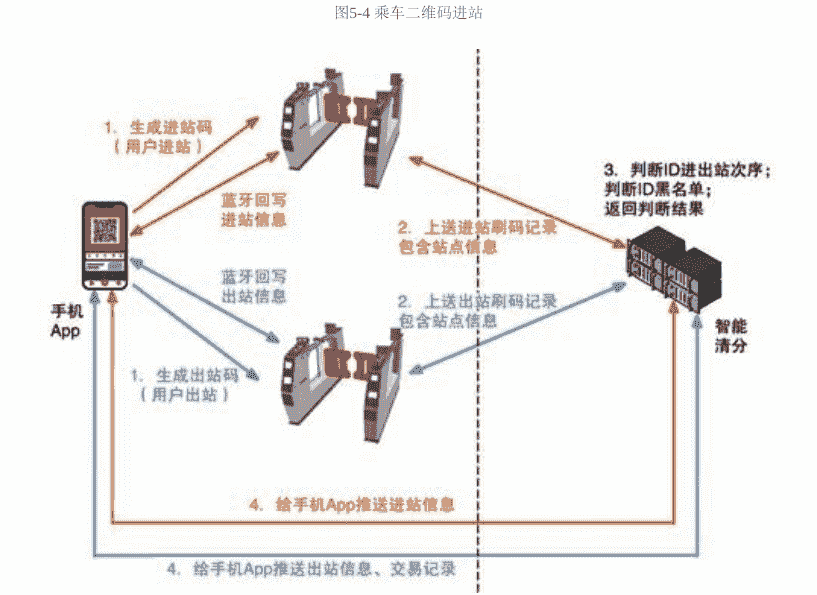 图5-4 乘车二维码进站
1. 生成进站码
（用户进站）
蓝牙回写
进站信息
3. 判断ID进出站次序；
判断ID黑名单；
返回判断结果
2. 上送进站刷码记录
包含站点信息
蓝牙回写
出站信息
2. 上送出站刷码记录
包含站点信息
手机
App
智能
清分
1. 生成出站码
（用户出站）
4. 给手机App推送进站信息
4. 给手机App推送出站信息、交易记录